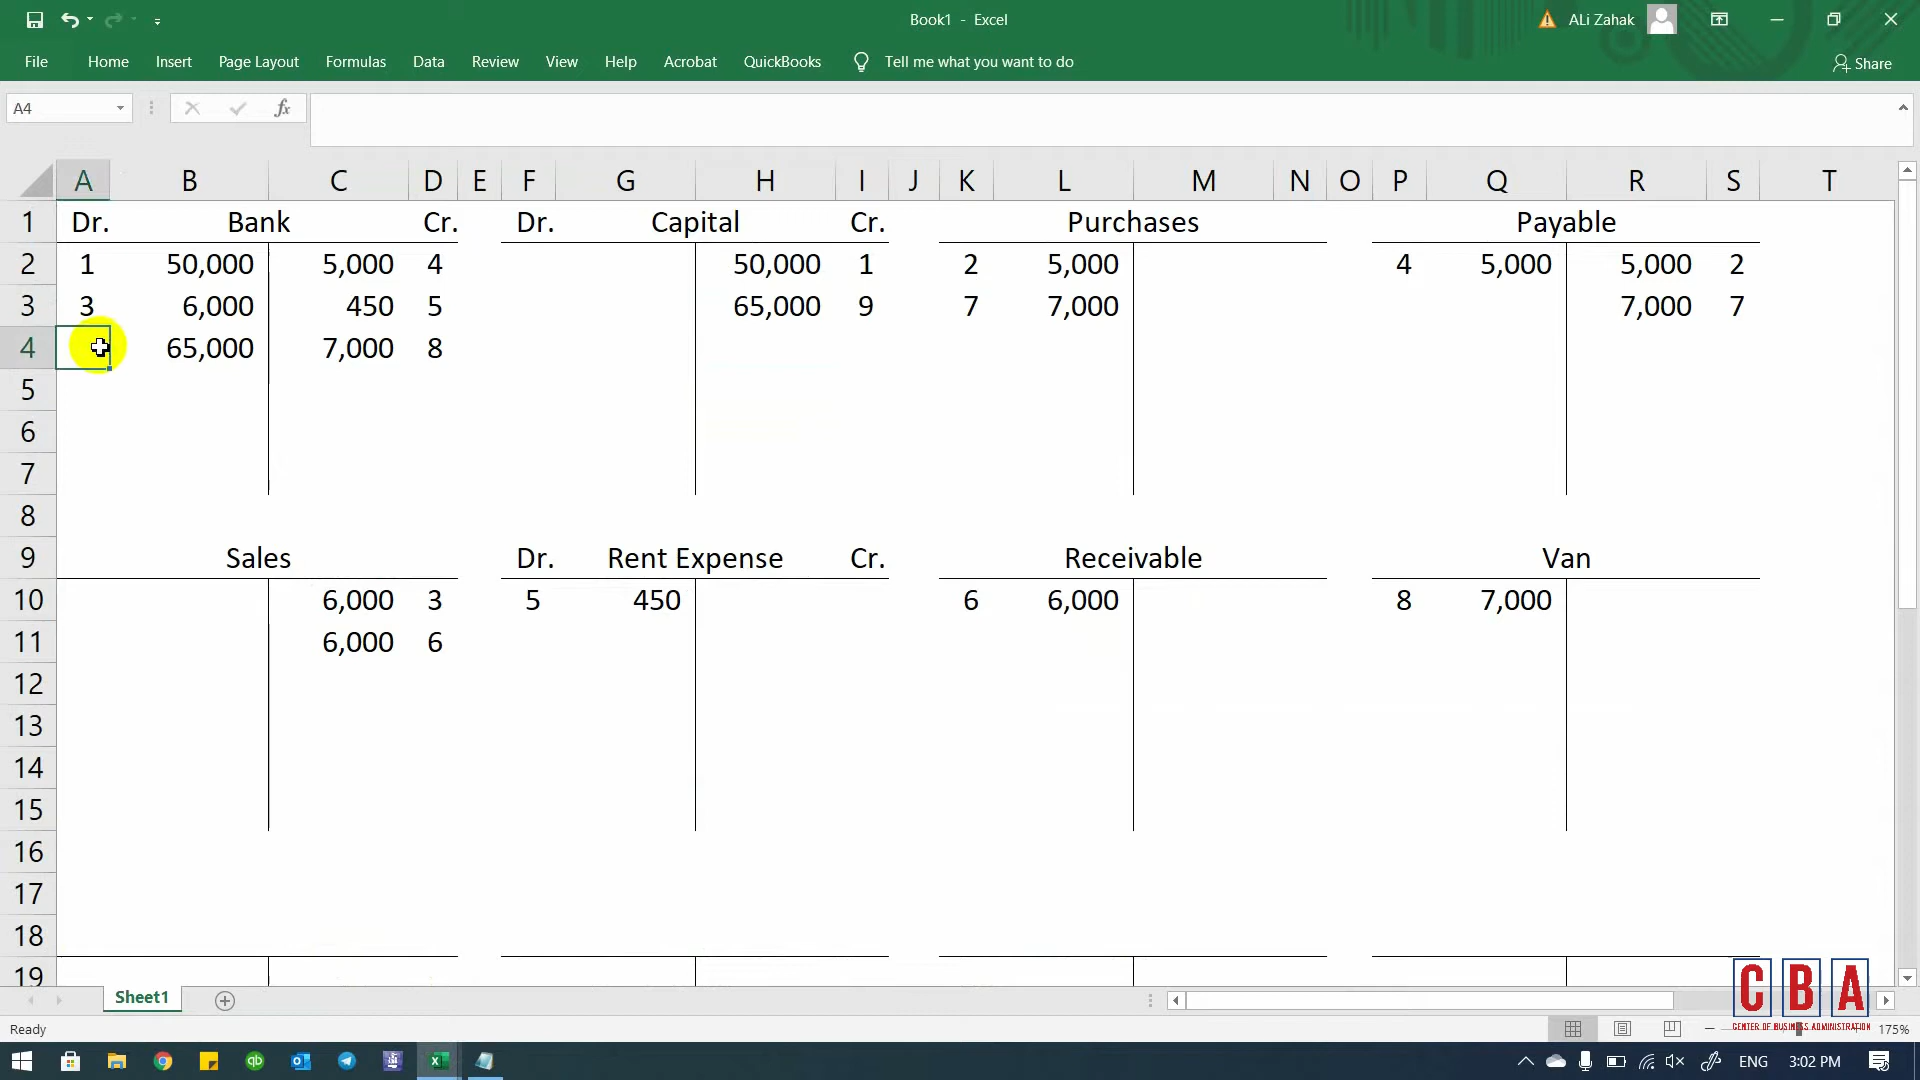 Book1 - Excel
ALi Zahak
File Home Insert Page Layout Formulas Data Review View Help Acrobat QuickBooks Tell me what you want to do Share
A4 fx
A B C D E F G H I J K L M N O P Q R S T
1 Dr. Bank Cr. Dr. Capital Cr. Purchases Payable
2 1 50,000 5,000 4 50,000 1 2 5,000 4 5,000 5,000 2
3 3 6,000 450 5 65,000 9 7 7,000 7,000 7
4 65,000 7,000 8
5
6
7
8
9 Sales Dr. Rent Expense Cr. Receivable Van
10 6,000 3 5 450 6 6,000 8 7,000
11 6,000 6
12
13
14
15
16
17
18
19
Sheet1
CBA
CENTER OF BUSINESS ADMINISTRATION
Ready 175%
ENG 3:02 PM